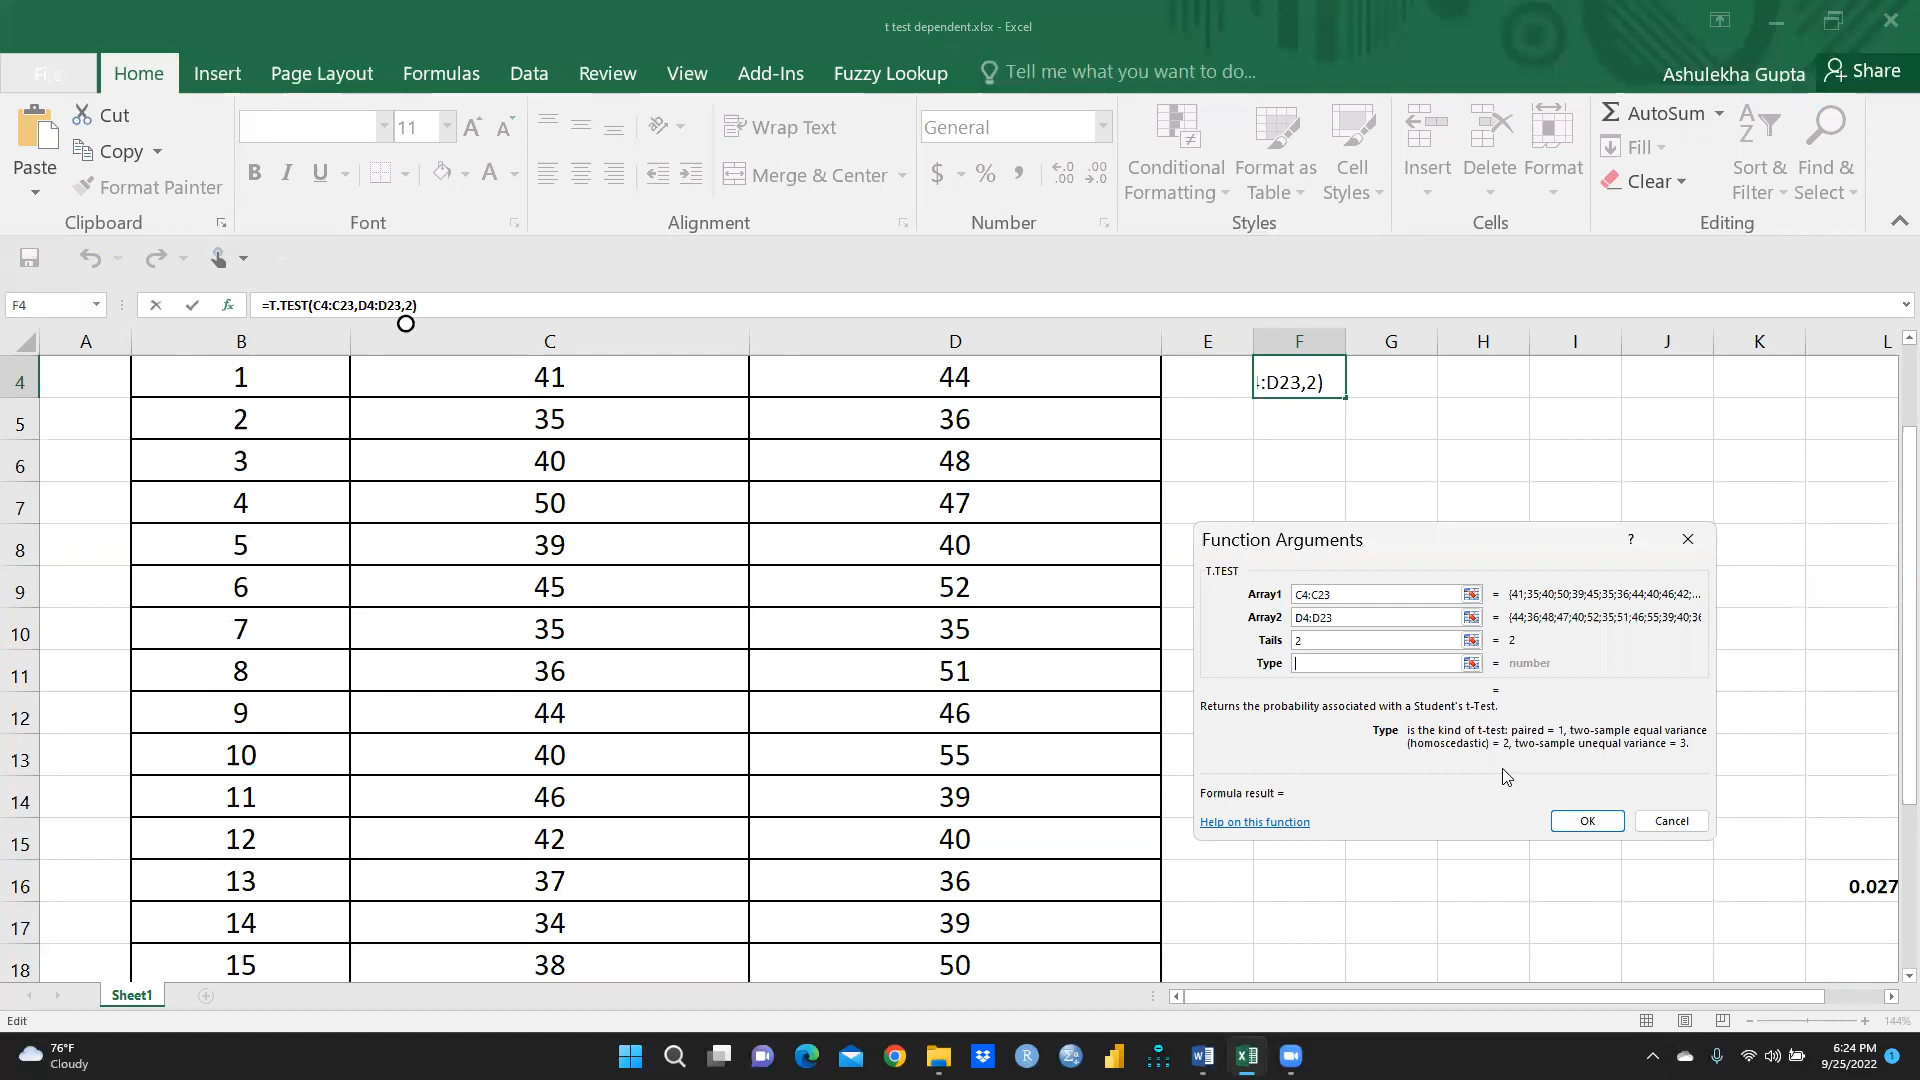 t test dependent.xlsx - Excel
File Home Insert Page Layout Formulas Data Review View Add-Ins Fuzzy Lookup Tell me what you want to do... Ashulekha Gupta Share
Paste
Cut
Copy
Format Painter
Clipboard
11
B I U
Font
Wrap Text
Merge & Center
Alignment
General
$ % ,
Number
Conditional Formatting
Format as Table
Cell Styles
Styles
Insert Delete Format
Cells
AutoSum
Fill
Clear
Sort & Filter
Find & Select
Editing
F4 fx =T.TEST(C4:C23,D4:D23,2)
A B C D E F G H I J K L
4 1 41 44 :D23,2)
5 2 35 36
6 3 40 48
7 4 50 47
8 5 39 40
9 6 45 52
10 7 35 35
11 8 36 51
12 9 44 46
13 10 40 55
14 11 46 39
15 12 42 40
16 13 37 36 0.027
17 14 34 39
18 15 38 50
Function Arguments ?
T.TEST
Array1 C4:C23 = {41;35;40;50;39;45;35;36;44;40;46;42;...
Array2 D4:D23 = {44;36;48;47;40;52;35;51;46;55;39;40;36
Tails 2 = 2
Type = number
=
Returns the probability associated with a Student's t-Test.
Type is the kind of t-test: paired = 1, two-sample equal variance
(homoscedastic) = 2, two-sample unequal variance = 3.
Formula result =
Help on this function OK Cancel
Sheet1
Edit 144%
76°F
Cloudy
6:24 PM
9/25/2022
1